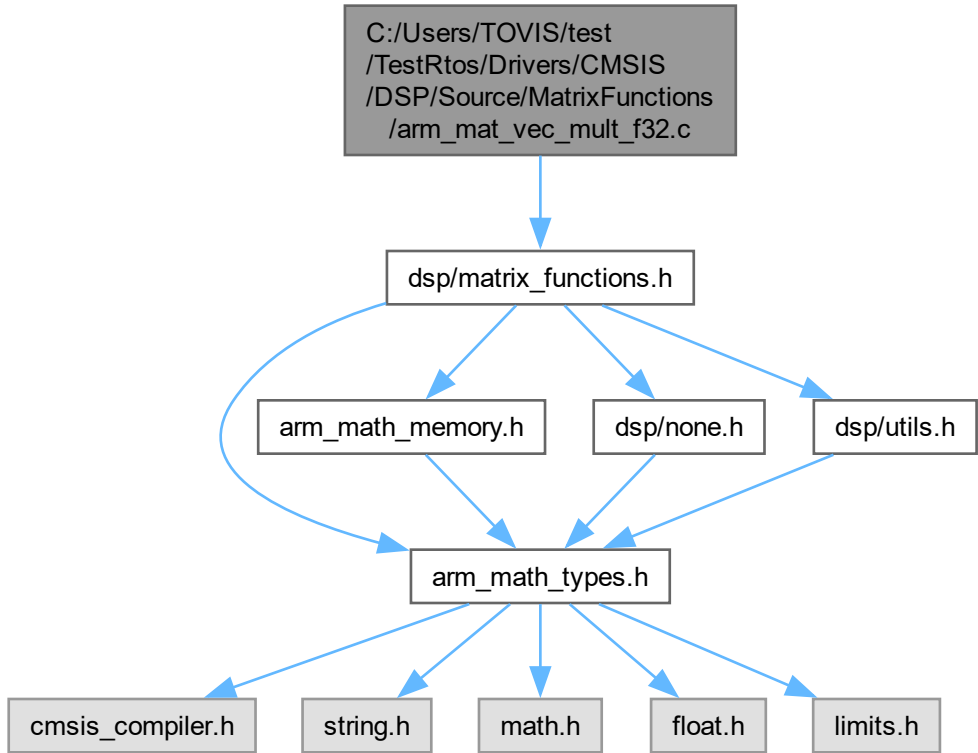 C:/Users/TOVIS/test
/TestRtos/Drivers/CMSIS
/DSP/Source/MatrixFunctions
/arm_mat_vec_mult_f32.c
dsp/matrix_functions.h
arm_math_memory.h
dsp/none.h
dsp/utils.h
arm_math_types.h
cmsis_compiler.h
string.h
math.h
float.h
limits.h